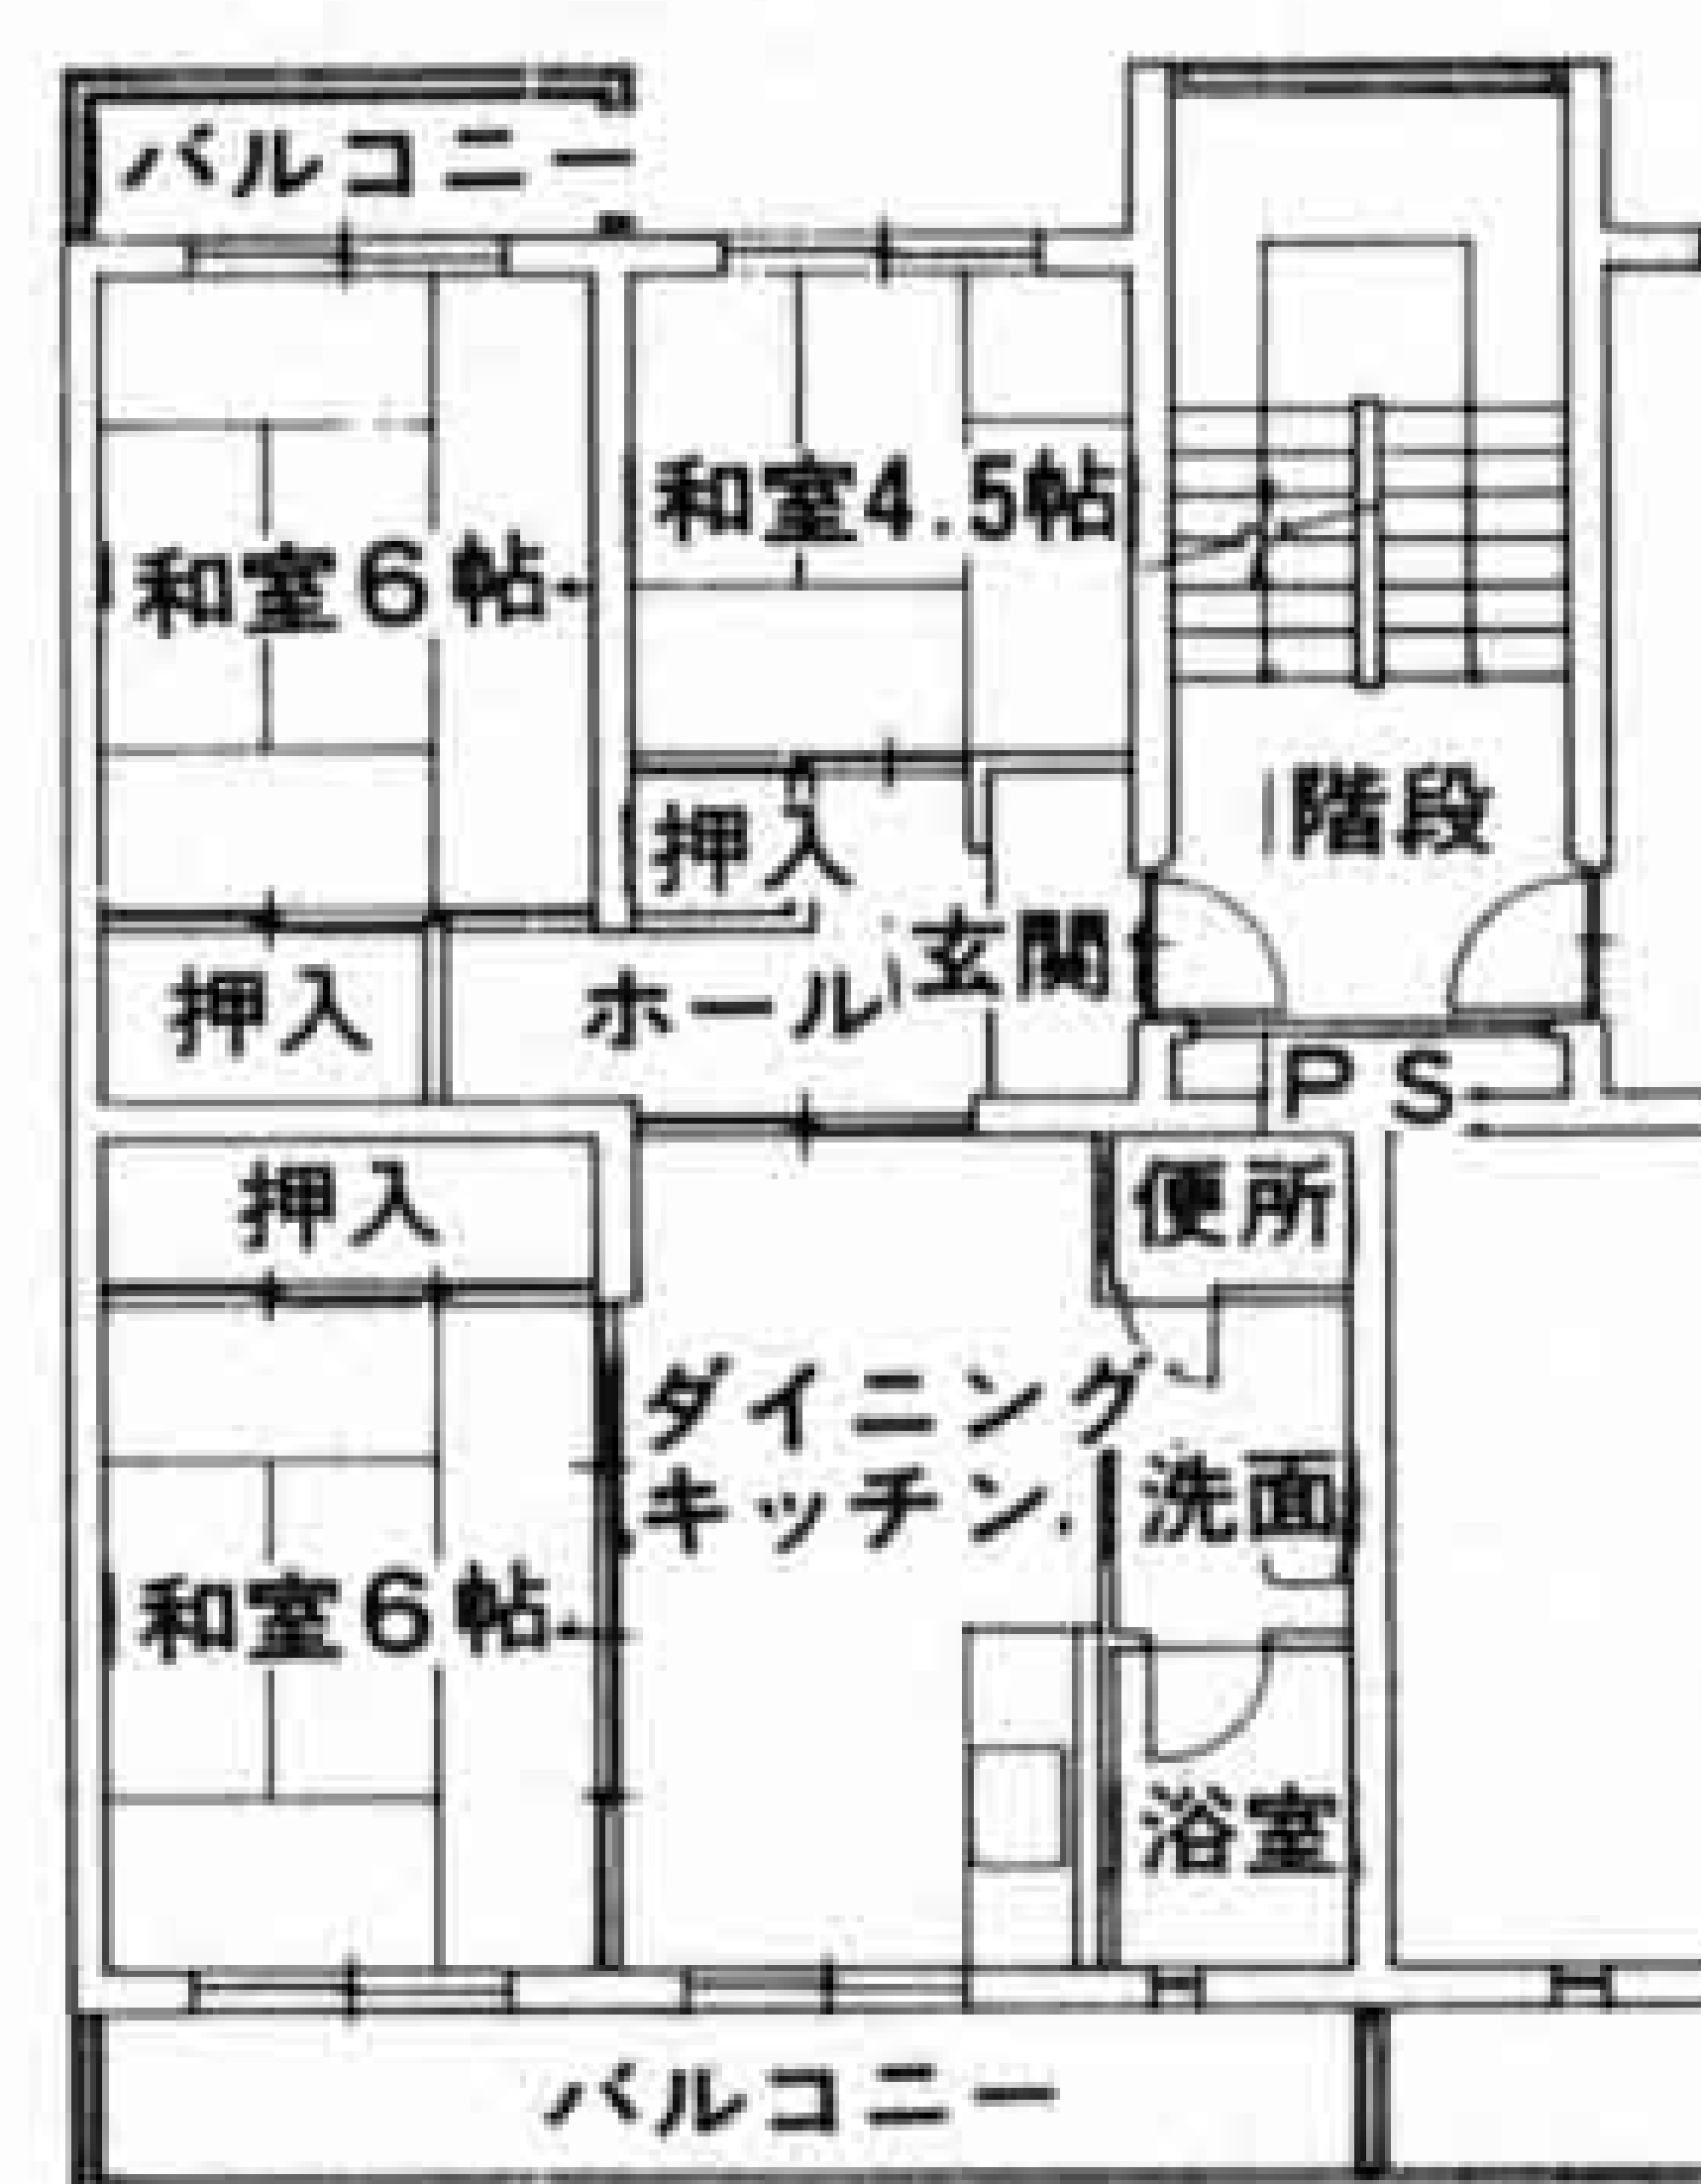 バルコニー
和室4.5帖
和室6帖
階段
押入
玄関
押入
ホール
PS
押入
便所
ダイニング
キッチン
洗面
和室6帖
浴室
バルコニー